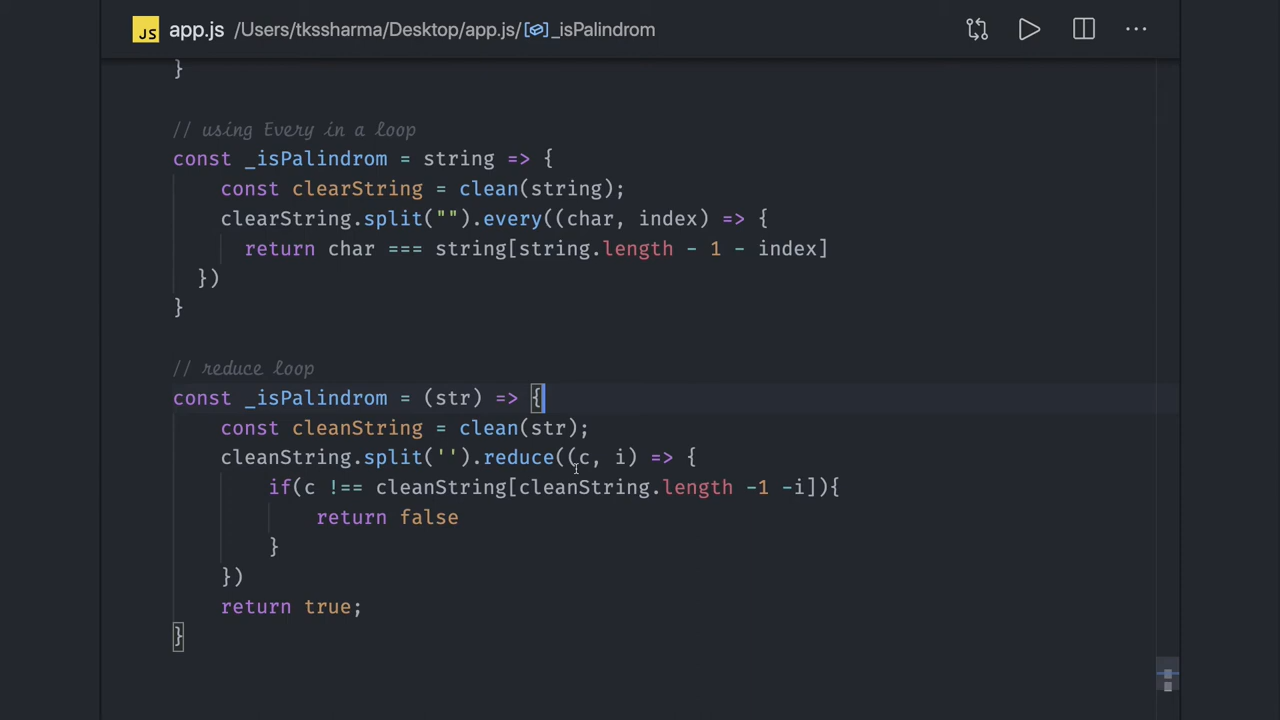 JS app.js /Users/tkssharma/Desktop/app.js/ _isPalindrom
}
// using Every in a loop
const _isPalindrom = string => {
const clearString = clean(string);
clearString.split("").every((char, index) => {
return char === string[string.length - 1 - index]
})
}
// reduce loop
const _isPalindrom = (str) => {
const cleanString = clean(str);
cleanString.split('').reduce((c, i) => {
if(c !== cleanString[cleanString.length -1 -i]){
return false
}
})
return true;
}